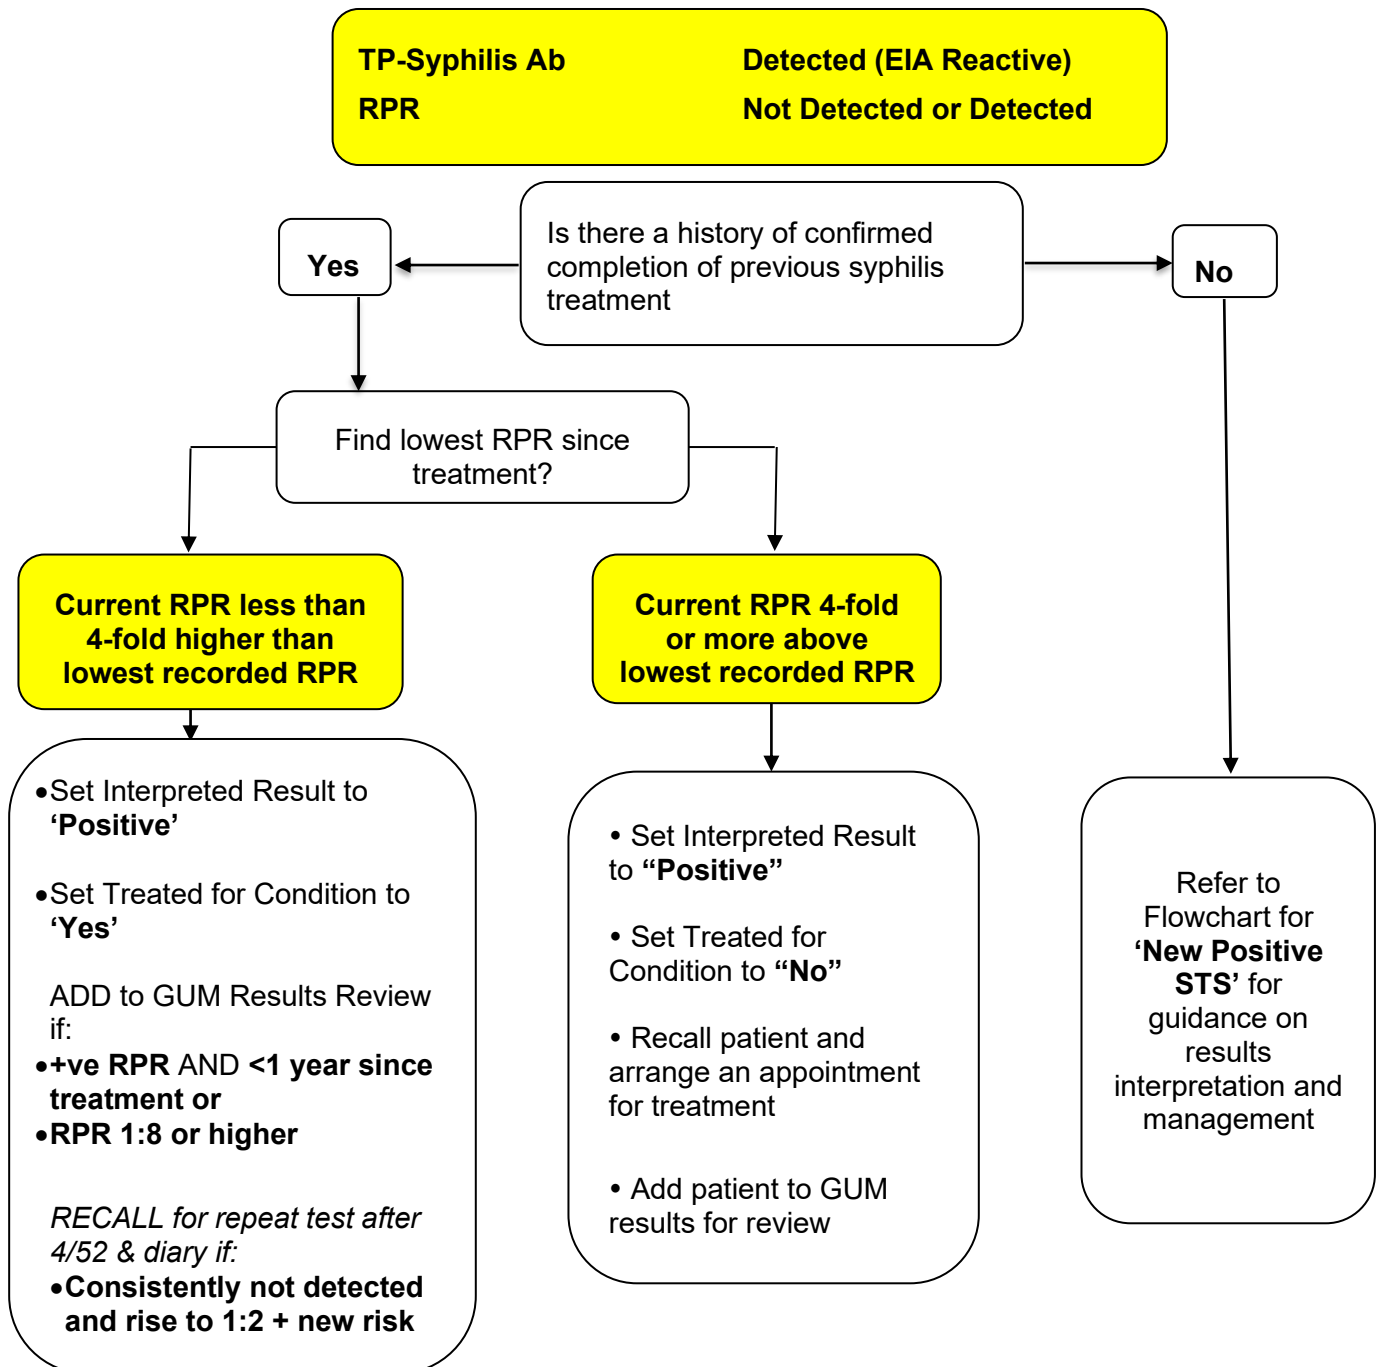 TP-Syphilis Ab Detected (EIA Reactive)
RPR Not Detected or Detected
Is there a history of confirmed
completion of previous syphilis
treatment
Yes
No
Find lowest RPR since
treatment?
Current RPR less than
4-fold higher than
lowest recorded RPR
Current RPR 4-fold
or more above
lowest recorded RPR
•Set Interpreted Result to
‘Positive’
•Set Treated for Condition to
‘Yes’
ADD to GUM Results Review
if:
•+ve RPR AND <1 year since
treatment or
•RPR 1:8 or higher
RECALL for repeat test after
4/52 & diary if:
•Consistently not detected
and rise to 1:2 + new risk
• Set Interpreted Result
to “Positive”
• Set Treated for
Condition to “No”
• Recall patient and
arrange an appointment
for treatment
• Add patient to GUM
results for review
Refer to
Flowchart for
‘New Positive
STS’ for
guidance on
results
interpretation and
management